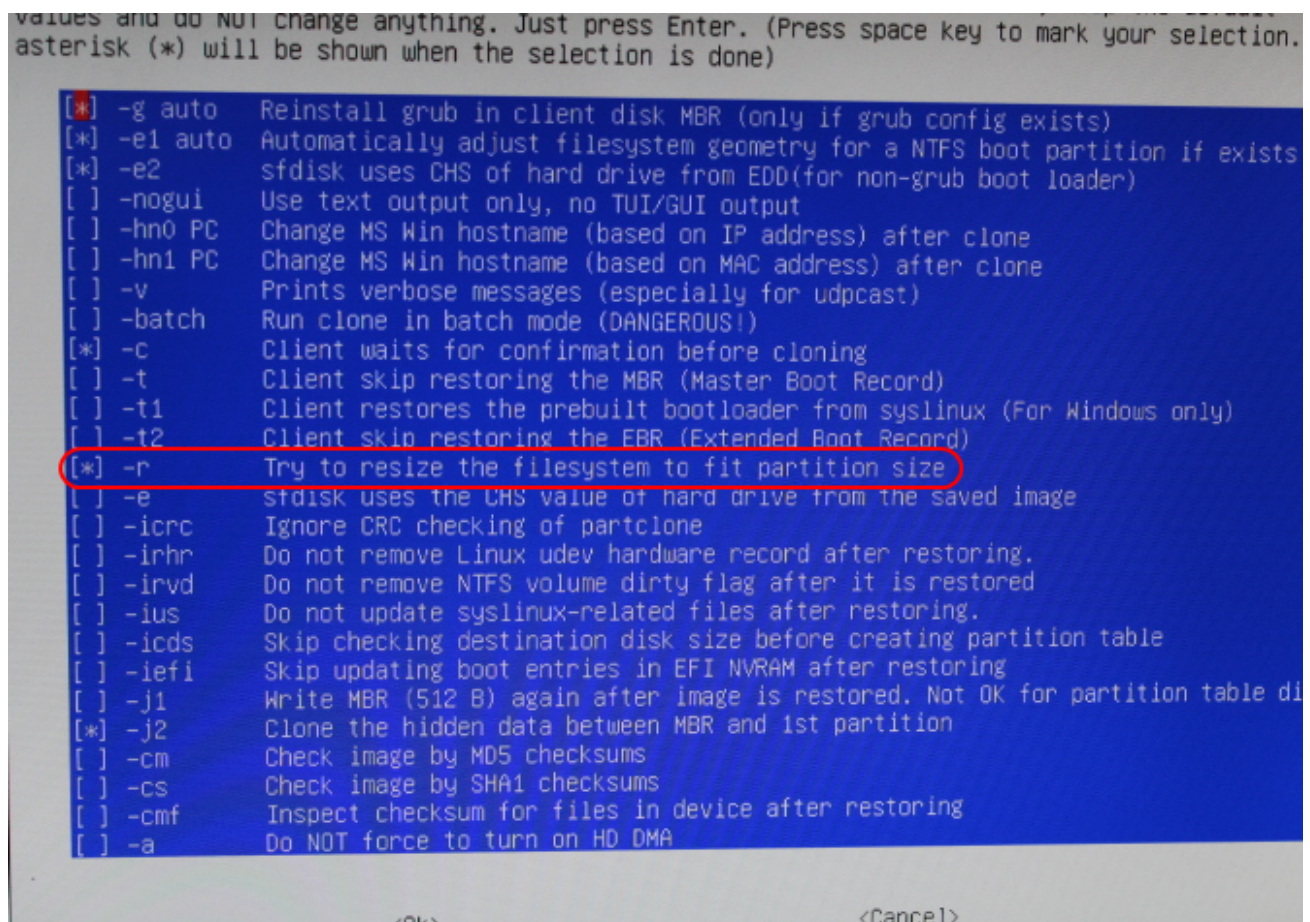 values and do NOT change anything. Just press Enter. (Press space key to mark your selection.
asterisk (*) will be shown when the selection is done)
[*] -g auto Reinstall grub in client disk MBR (only if grub config exists)
[*] -e1 auto Automatically adjust filesystem geometry for a NTFS boot partition if exists
[*] -e2 sfdisk uses CHS of hard drive from EDD(for non-grub boot loader)
[ ] -nogui Use text output only, no TUI/GUI output
[ ] -hn0 PC Change MS Win hostname (based on IP address) after clone
[ ] -hn1 PC Change MS Win hostname (based on MAC address) after clone
[ ] -v Prints verbose messages (especially for udpcast)
[ ] -batch Run clone in batch mode (DANGEROUS!)
[*] -c Client waits for confirmation before cloning
[ ] -t Client skip restoring the MBR (Master Boot Record)
[ ] -t1 Client restores the prebuilt bootloader from syslinux (For Windows only)
[ ] -t2 Client skip restoring the EBR (Extended Boot Record)
[*] -r Try to resize the filesystem to fit partition size
[ ] -e sfdisk uses the CHS value of hard drive from the saved image
[ ] -icrc Ignore CRC checking of partclone
[ ] -irhr Do not remove Linux udev hardware record after restoring.
[ ] -irvd Do not remove NTFS volume dirty flag after it is restored
[ ] -ius Do not update syslinux-related files after restoring.
[ ] -icds Skip checking destination disk size before creating partition table
[ ] -iefi Skip updating boot entries in EFI NVRAM after restoring
[ ] -j1 Write MBR (512 B) again after image is restored. Not OK for partition table di
[*] -j2 Clone the hidden data between MBR and 1st partition
[ ] -cm Check image by MD5 checksums
[ ] -cs Check image by SHA1 checksums
[ ] -cmf Inspect checksum for files in device after restoring
[ ] -a Do NOT force to turn on HD DMA
<Ok> <Cancel>